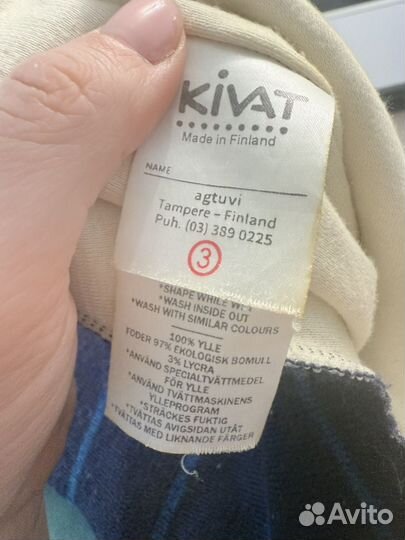 KIVAT
Made in Finland
NAME
agtuvi
Tampere – Finland
Puh. (03) 389 0225
3
*SHAPE WHILE
*WASH INSIDE OUT
*WASH WITH SIMILAR COLOURS
100% YLLE
FODER 97% EKOLOGISK BOMULL
3% LYCRA
*ANVÄND SPECIALTVÄTTMEDEL
FÖR YLLE
*ANVÄND TVÄTTMASKINENS
YLLEPROGRAM
*STRÄCKES FUKTIG
*TVÄTTAS AVIGSIDAN UTÅT
*TVÄTTAS MED LIKNANDE FÄRGER
Avito